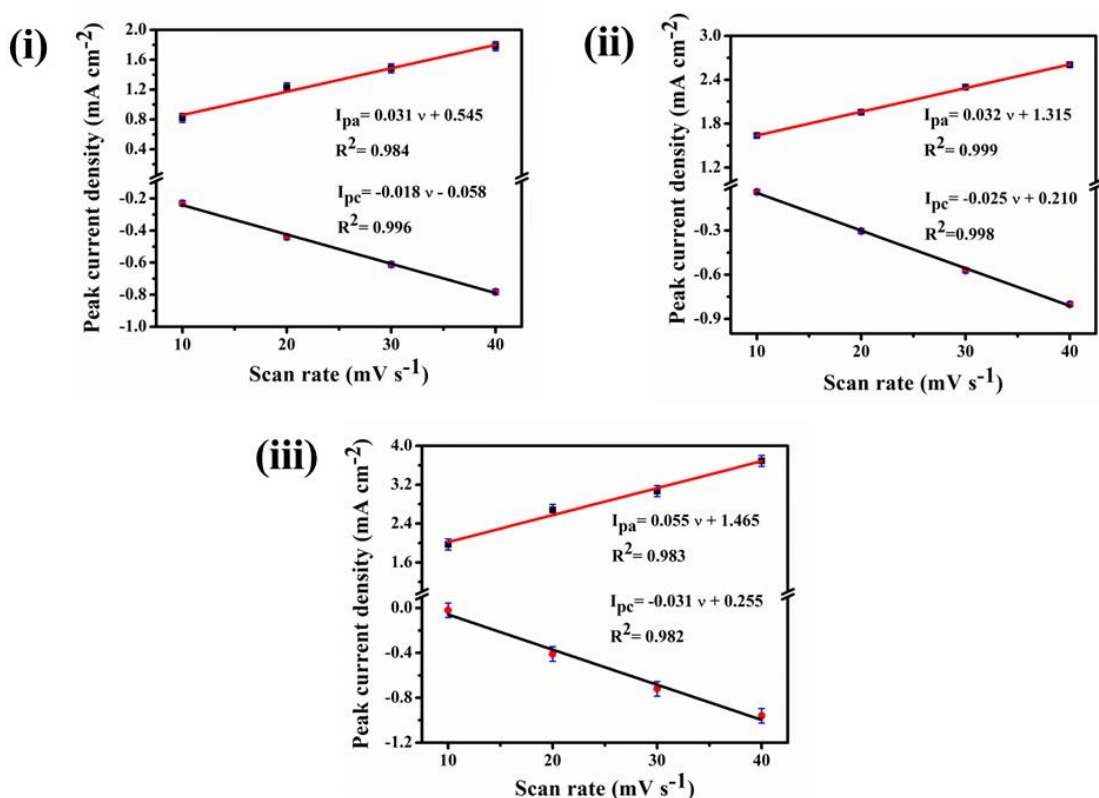 (i)
Peak current density (mA cm-2)
2.0
1.6
1.2
0.8
0.4
-0.2
-0.4
-0.6
-0.8
-1.0
Ipa= 0.031 ν + 0.545
R2= 0.984
Ipc= -0.018 ν - 0.058
R2= 0.996
10 20 30 40
Scan rate (mV s-1)
(ii)
Peak current density (mA cm-2)
3.0
2.4
1.8
1.2
-0.3
-0.6
-0.9
Ipa= 0.032 ν + 1.315
R2= 0.999
Ipc= -0.025 ν + 0.210
R2=0.998
10 20 30 40
Scan rate (mV s-1)
(iii)
Peak current density (mA cm-2)
4.0
3.2
2.4
1.6
0.0
-0.4
-0.8
-1.2
Ipa= 0.055 ν + 1.465
R2= 0.983
Ipc= -0.031 ν + 0.255
R2= 0.982
10 20 30 40
Scan rate (mV s-1)